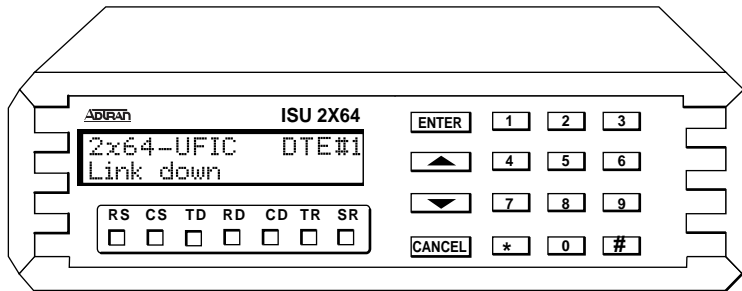 ADTRAN ISU 2X64
2x64-UFIC DTE#1
Link down
RS CS TD RD CD TR SR
ENTER 1 2 3
4 5 6
7 8 9
CANCEL * 0 #